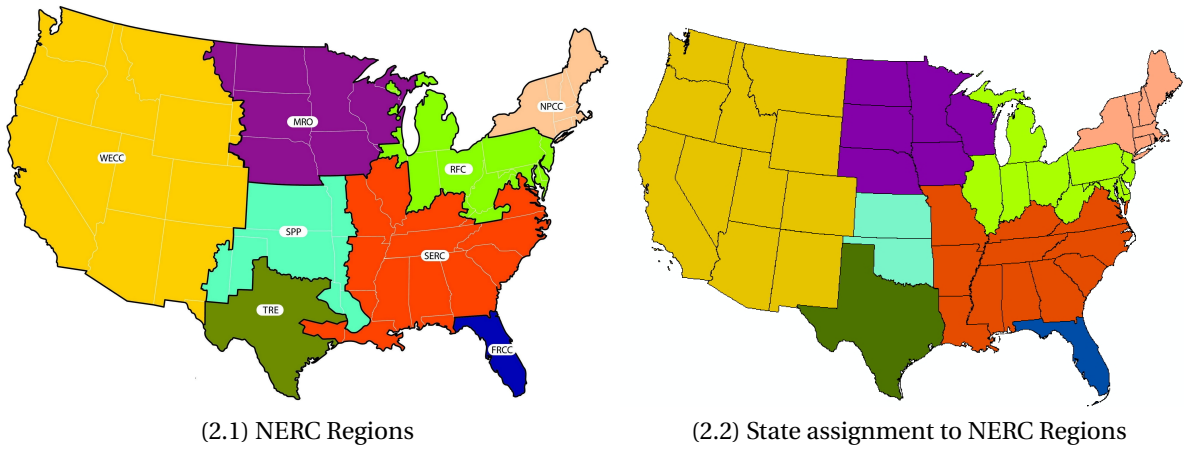 NPCC
MRO
WECC
RFC
SPP
SERC
TRE
FRCC
(2.1) NERC Regions
(2.2) State assignment to NERC Regions